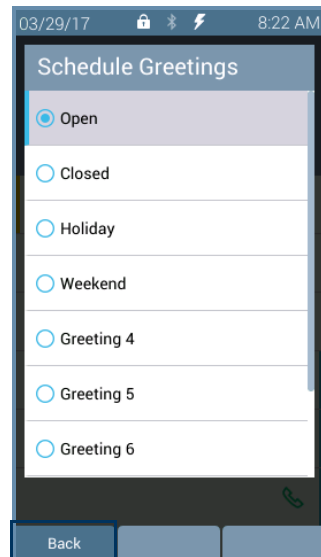 03/29/17 8:22 AM
Schedule Greetings
Open
Closed
Holiday
Weekend
Greeting 4
Greeting 5
Greeting 6
Back